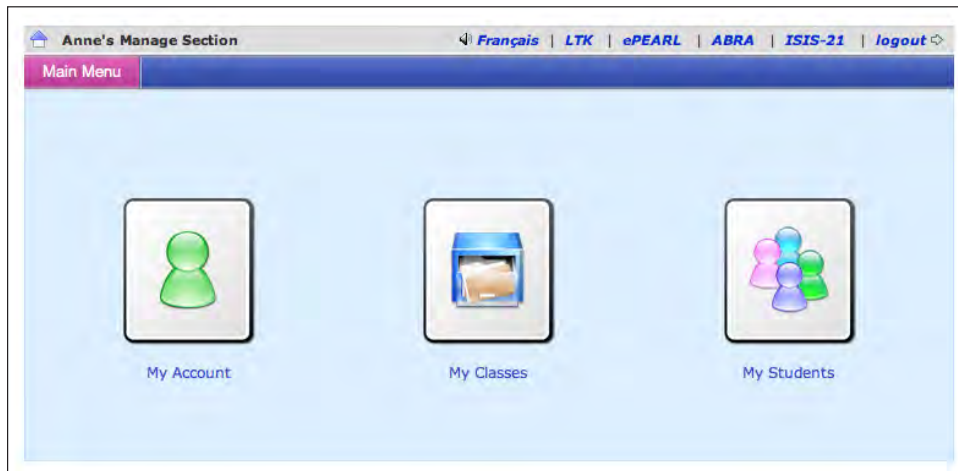 Anne's Manage Section Français | LTK | ePEARL | ABRA | ISIS-21 | logout
Main Menu
My Account My Classes My Students